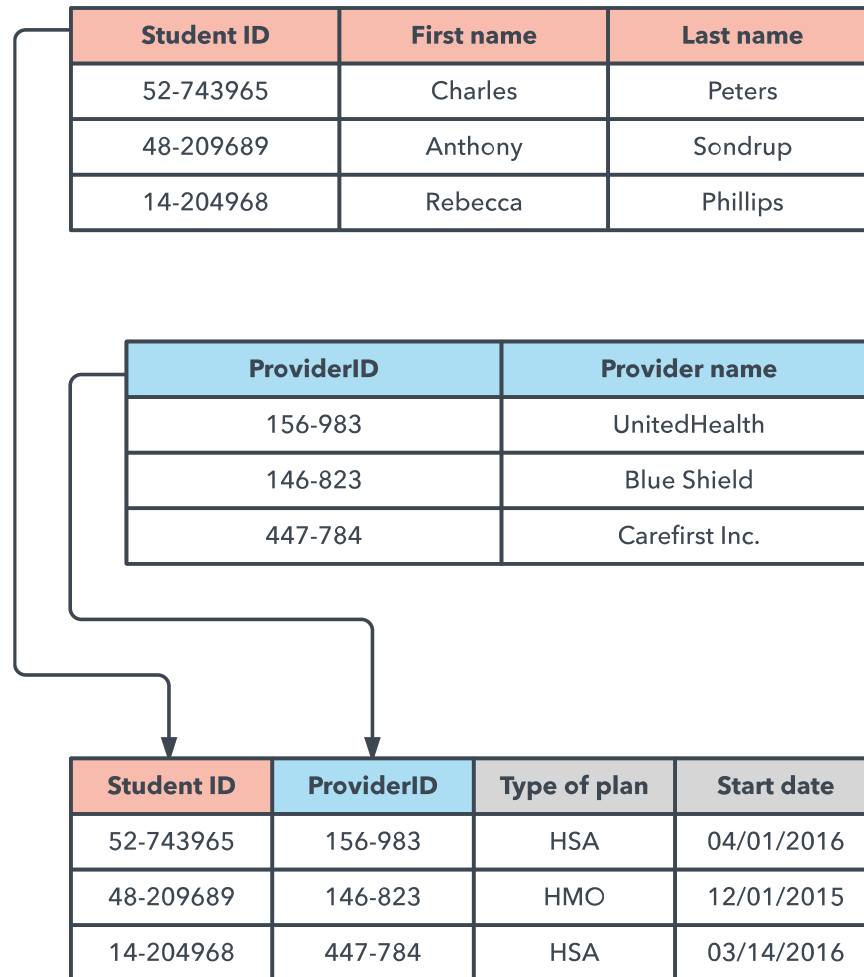 Student ID First name Last name
52-743965 Charles Peters
48-209689 Anthony Sondrup
14-204968 Rebecca Phillips
ProviderID Provider name
156-983 UnitedHealth
146-823 Blue Shield
447-784 Carefirst Inc.
Student ID ProviderID Type of plan Start date
52-743965 156-983 HSA 04/01/2016
48-209689 146-823 HMO 12/01/2015
14-204968 447-784 HSA 03/14/2016